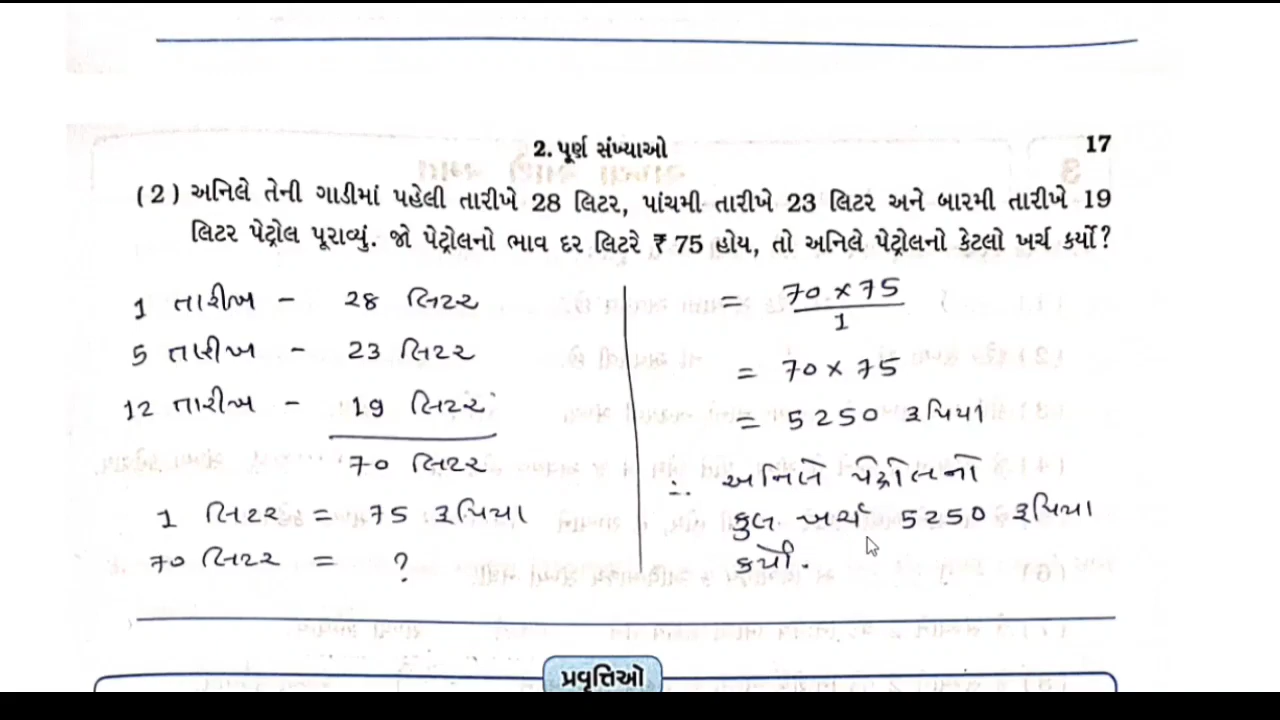 2. પૂર્ણ સંખ્યાઓ
17
(2) અનિલે તેની ગાડીમાં પહેલી તારીખે 28 લિટર, પાંચમી તારીખે 23 લિટર અને બારમી તારીખે 19
લિટર પેટ્રોલ પૂરાવ્યું. જો પેટ્રોલનો ભાવ દર લિટરે ₹ 75 હોય, તો અનિલે પેટ્રોલનો કેટલો ખર્ચ કર્યો ?
1 તારીખ - 28 લિટર
5 તારીખ - 23 લિટર
12 તારીખ - 19 લિટર
70 લિટર
1 લિટર = 75 રૂપિયા
70 લિટર = ?
= 70 × 75
1
= 70 × 75
= 5250 રૂપિયા
∴ અનિલે પેટ્રોલનો
કુલ ખર્ચ 5250 રૂપિયા
કર્યો.
પ્રવૃત્તિઓ